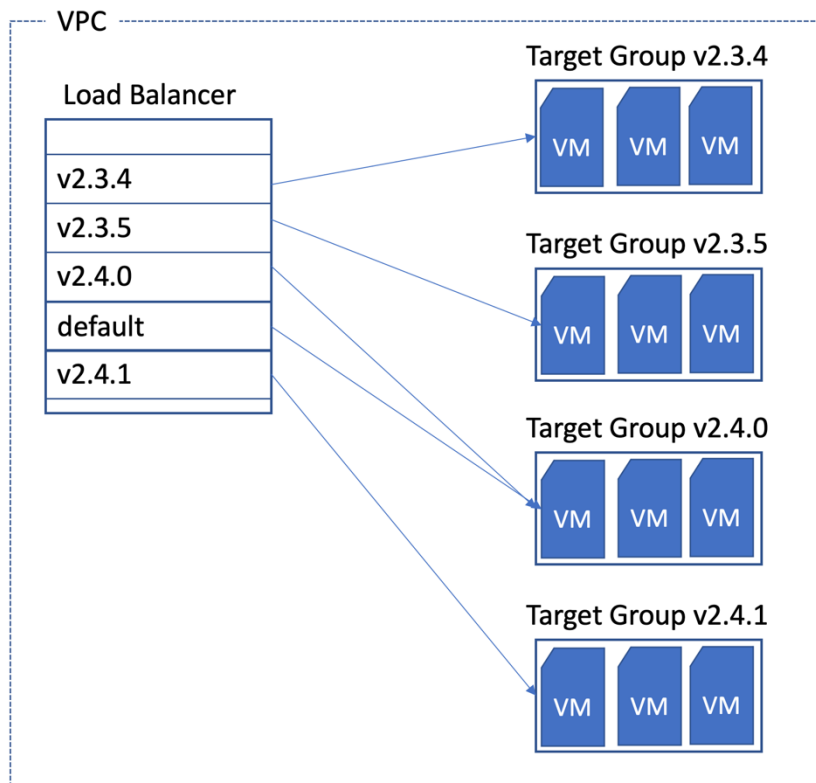 VPC
Load Balancer
v2.3.4
v2.3.5
v2.4.0
default
v2.4.1
Target Group v2.3.4
VM VM VM
Target Group v2.3.5
VM VM VM
Target Group v2.4.0
VM VM VM
Target Group v2.4.1
VM VM VM